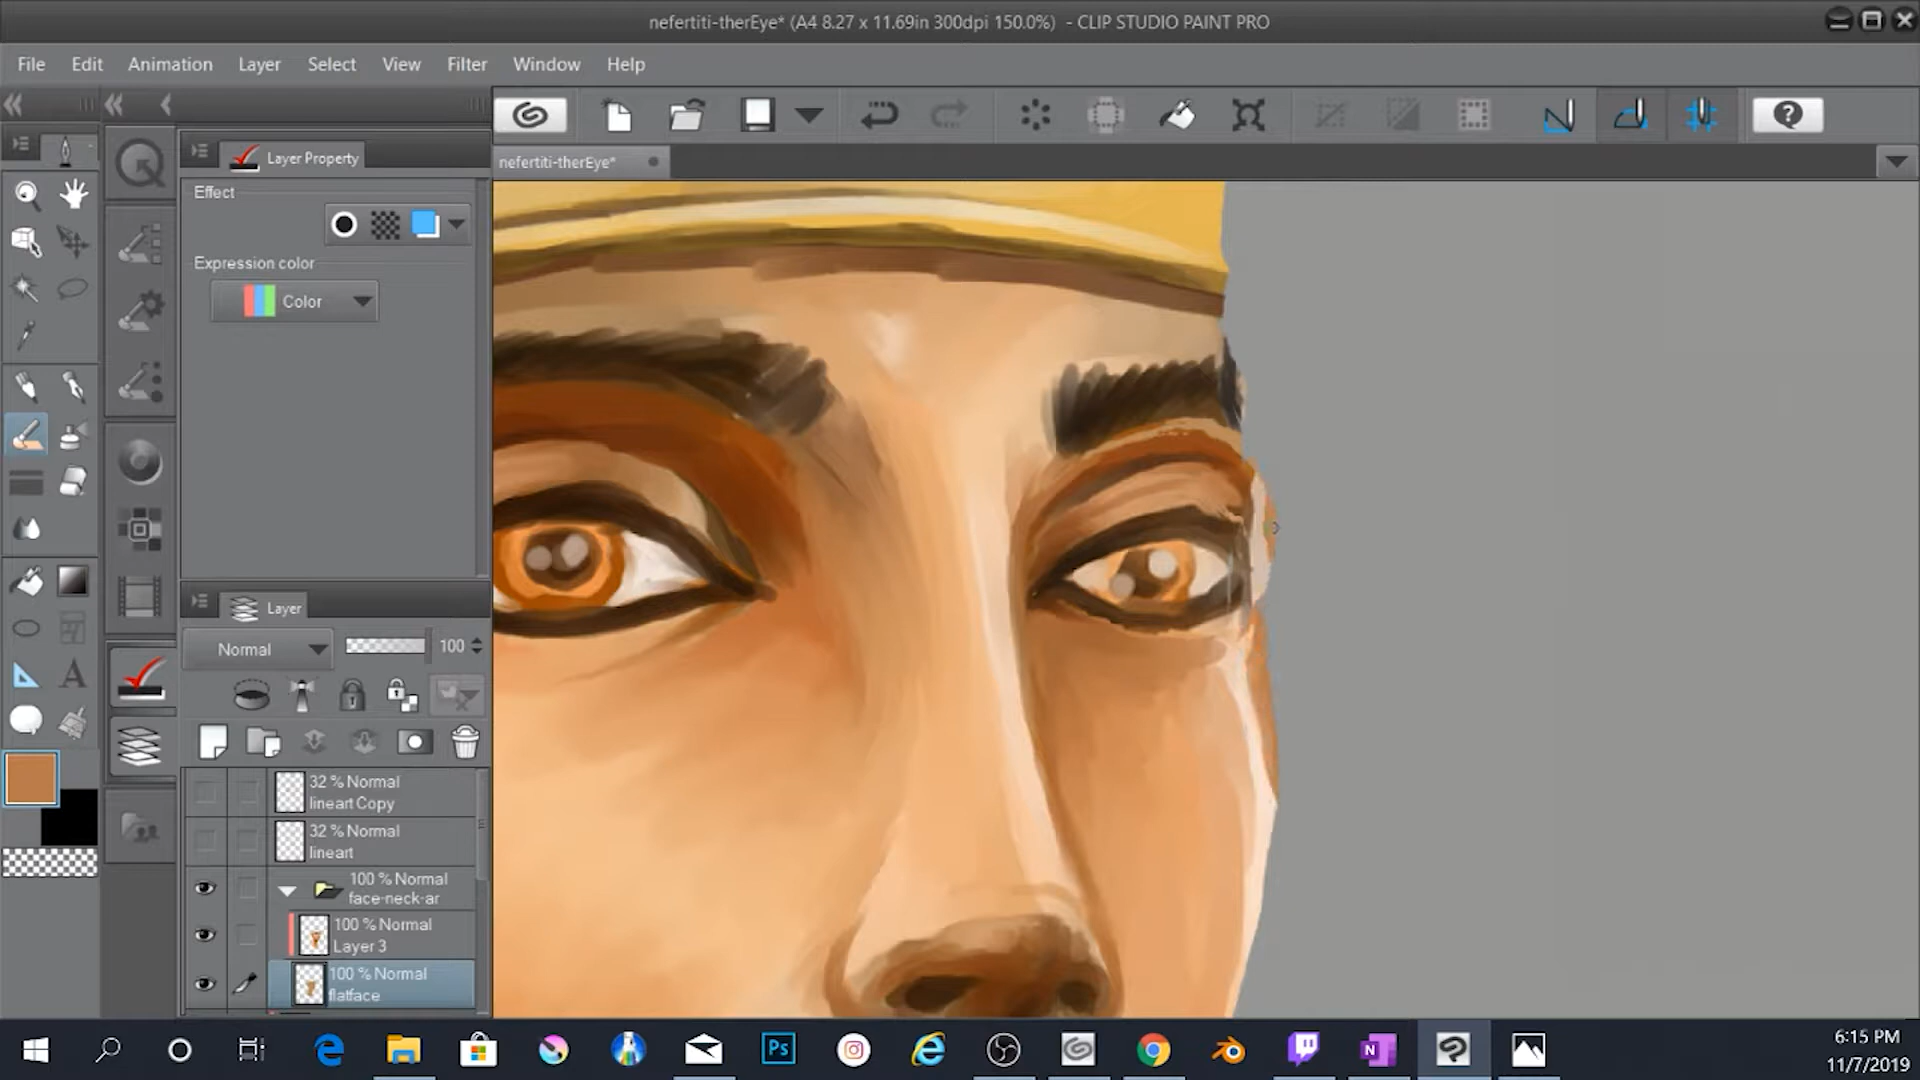 nefertiti-therEye* (A4 8.27 x 11.69in 300dpi 150.0%) - CLIP STUDIO PAINT PRO
File Edit Animation Layer Select View Filter Window Help
nefertiti-therEye*
Layer Property
Effect
Expression color
Color
Layer
Normal 100
32 % Normal
lineart Copy
32 % Normal
lineart
100 % Normal
face-neck-ar
100 % Normal
Layer 3
100 % Normal
flatface
Ps
N
6:15 PM
11/7/2019